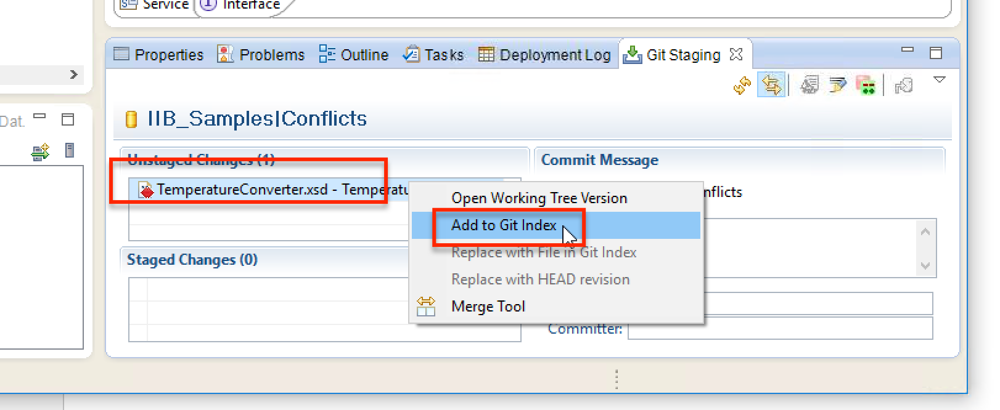 Service
Interface
Properties
Problems
Outline
Tasks
Deployment Log
Git Staging
Dat.
IIB_Samples|Conflicts
Unstaged Changes (1)
Commit Message
TemperatureConverter.xsd - Temperatu
nflicts
Open Working Tree Version
Add to Git Index
Replace with File in Git Index
Replace with HEAD revision
Merge Tool
Staged Changes (0)
Committer: